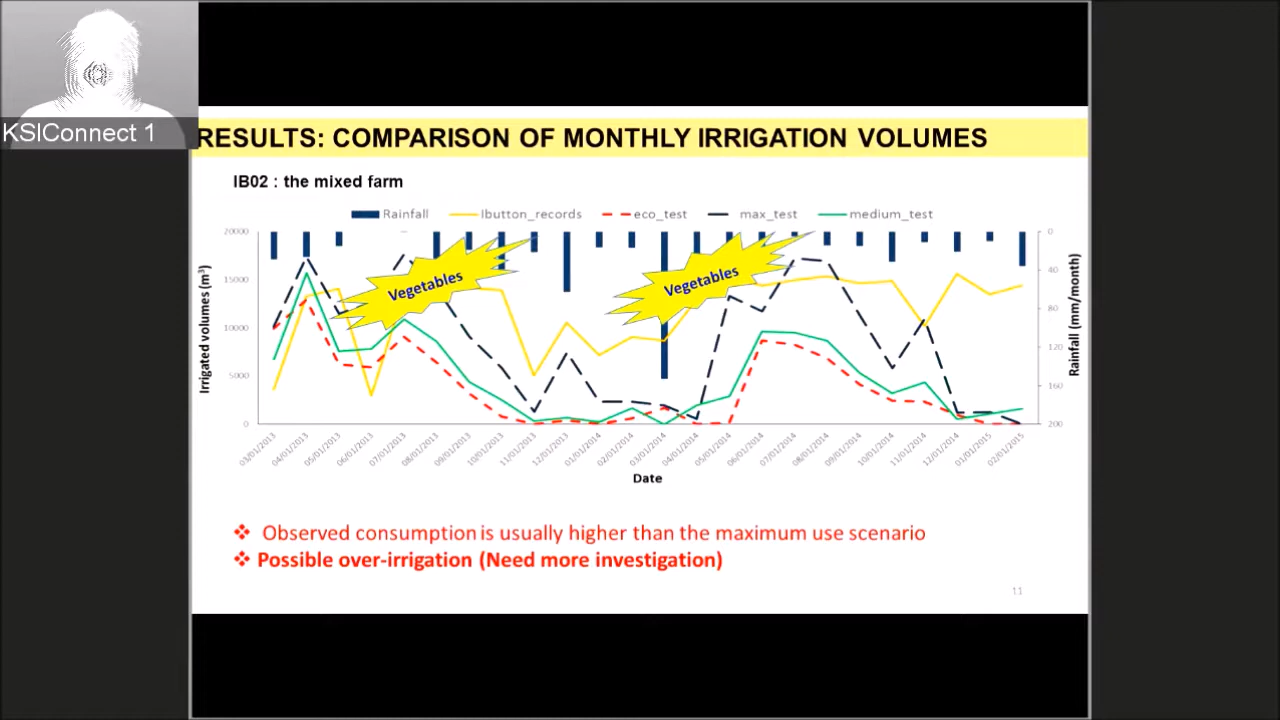 KSIConnect 1
RESULTS: COMPARISON OF MONTHLY IRRIGATION VOLUMES
IB02 : the mixed farm
Rainfall Ibutton_records eco_test max_test medium_test
20000
15000
10000
5000
0
Irrigated volumes (m³)
Vegetables
Vegetables
0
40
80
120
160
200
Rainfall (mm/month)
03/01/2013 04/01/2013 05/01/2013 06/01/2013 07/01/2013 08/01/2013 09/01/2013 10/01/2013 11/01/2013 12/01/2013 01/01/2014 02/01/2014 03/01/2014 04/01/2014 05/01/2014 06/01/2014 07/01/2014 08/01/2014 09/01/2014 10/01/2014 11/01/2014 12/01/2014 01/01/2015 02/01/2015
Date
❖ Observed consumption is usually higher than the maximum use scenario
❖ Possible over-irrigation (Need more investigation)
11